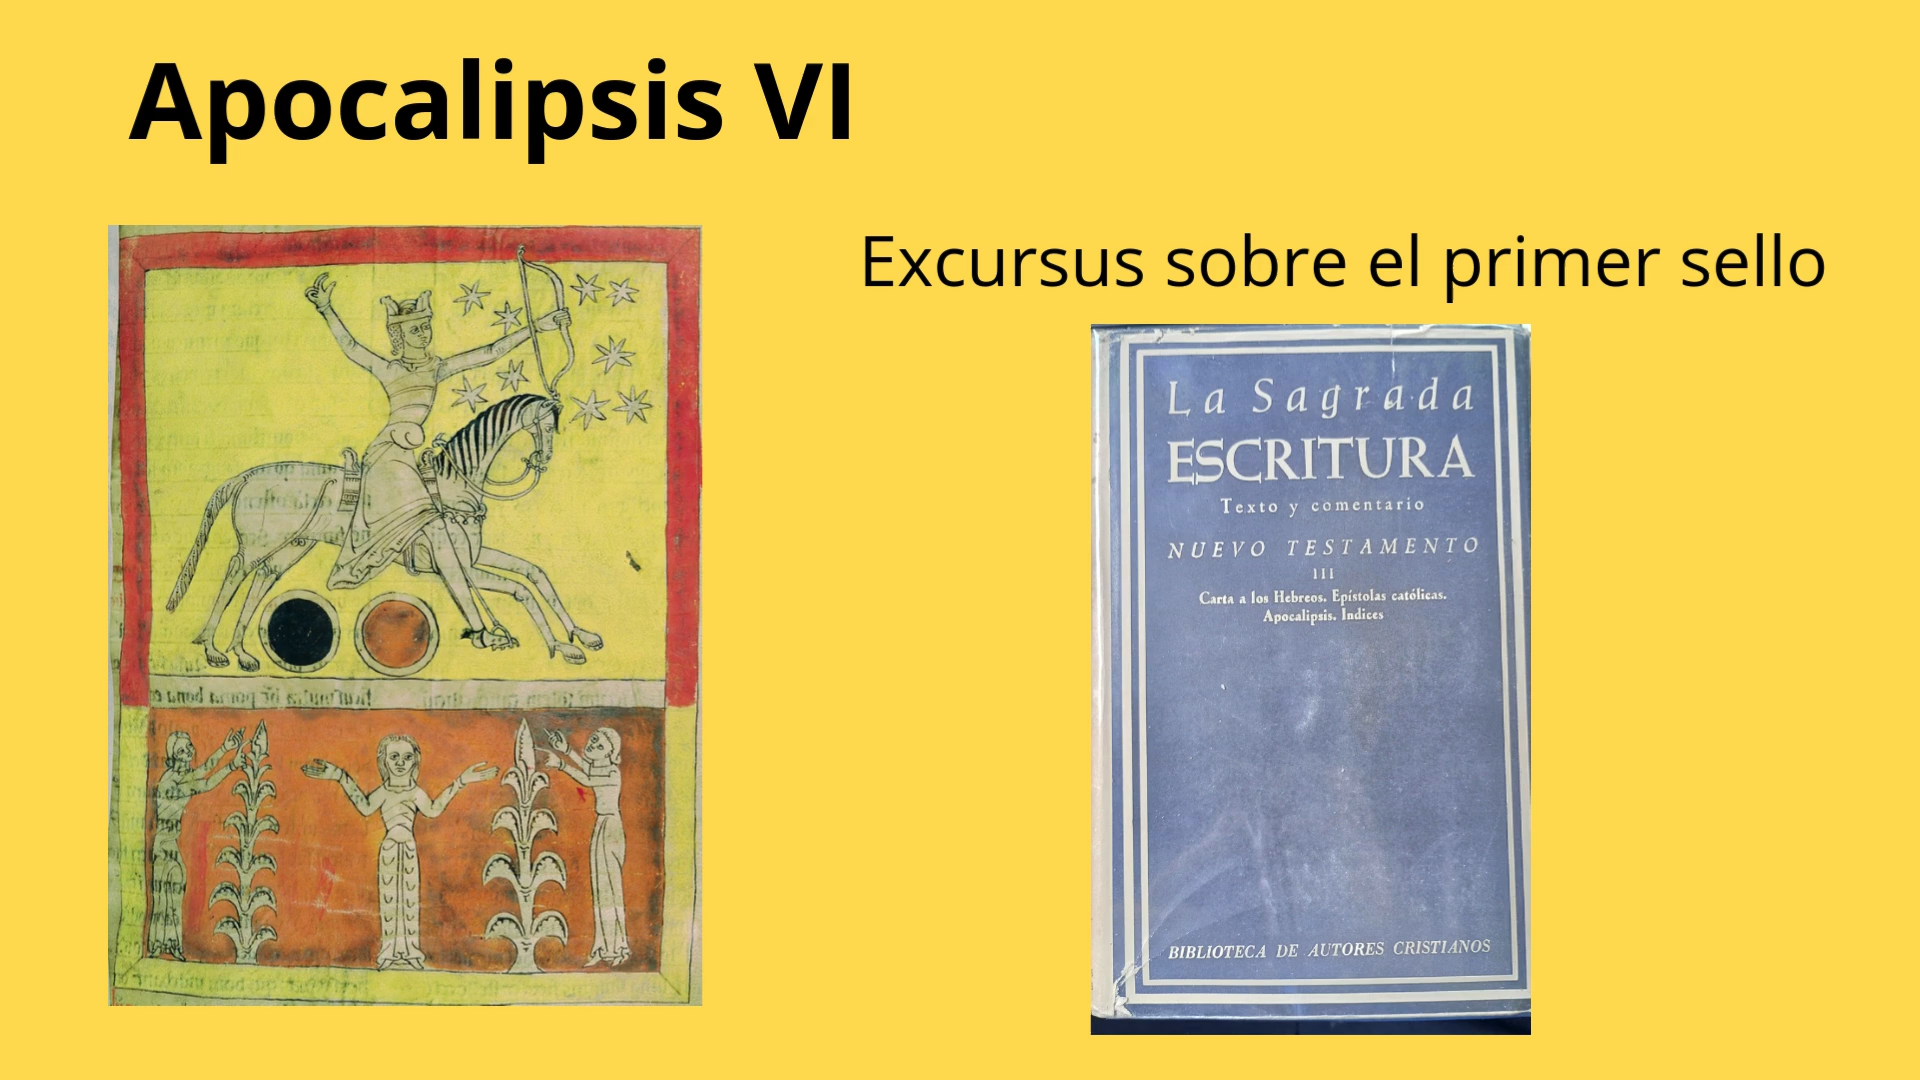 Apocalipsis VI
Excursus sobre el primer sello
La Sagrada
ESCRITURA
Texto y comentario
NUEVO TESTAMENTO
III
Carta a los Hebreos. Epístolas católicas.
Apocalipsis. Indices
BIBLIOTECA DE AUTORES CRISTIANOS